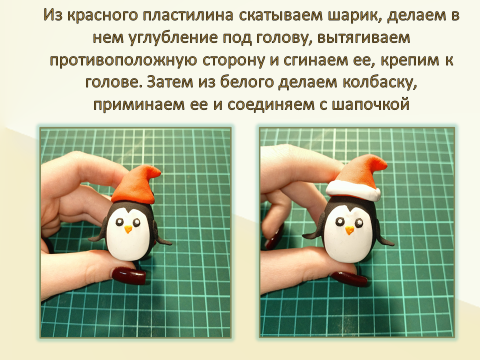 Из красного пластилина скатываем шарик, делаем в
нем углубление под голову, вытягиваем
противоположную сторону и сгинаем ее, крепим к
голове. Затем из белого делаем колбаску,
приминаем ее и соединяем с шапочкой